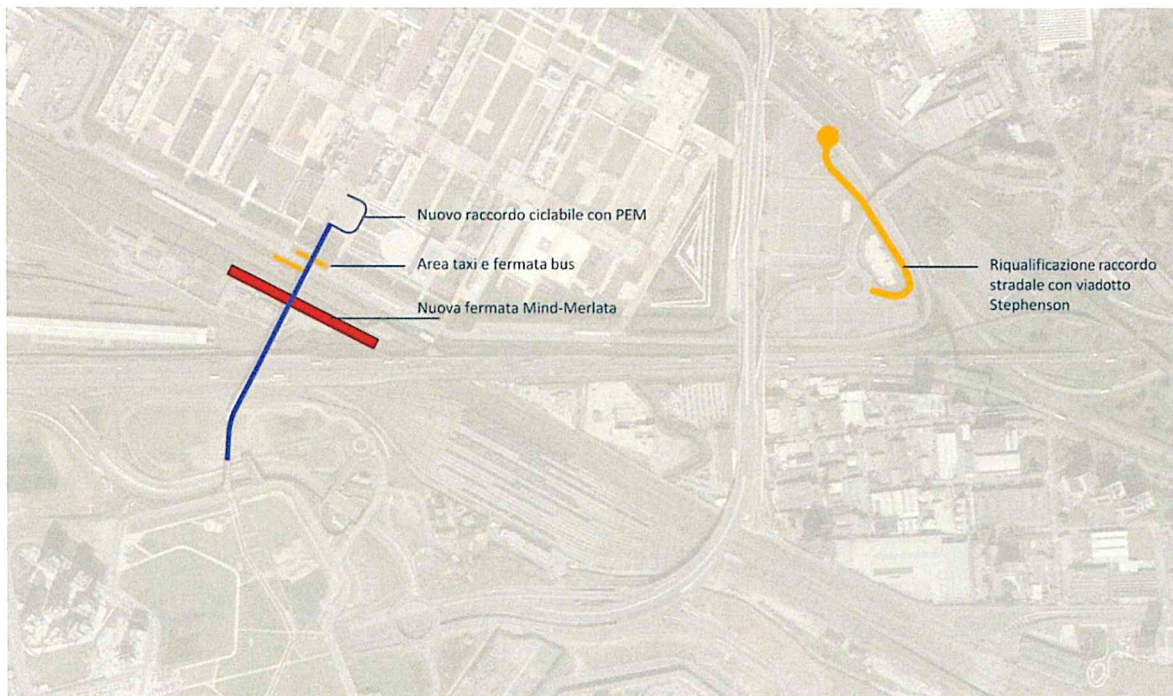 Nuovo raccordo ciclabile con PEM
Area taxi e fermata bus
Nuova fermata Mind-Merlata
Riqualificazione raccordo
stradale con viadotto
Stephenson